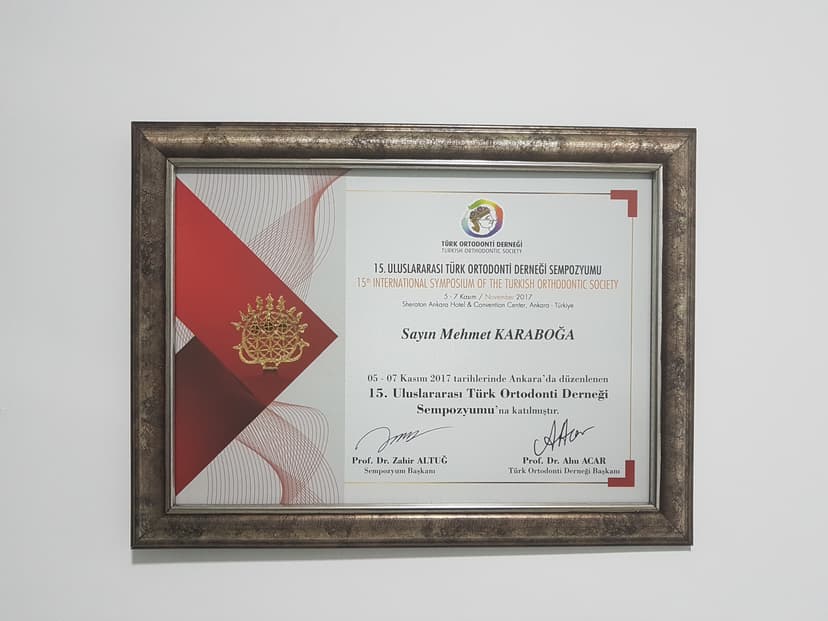 TÜRK ORTODONTİ DERNEĞİ
TURKISH ORTHODONTIC SOCIETY
15. ULUSLARARASI TÜRK ORTODONTİ DERNEĞİ SEMPOZYUMU
15th INTERNATIONAL SYMPOSIUM OF THE TURKISH ORTHODONTIC SOCIETY
5 - 7 Kasım / November 2017
Sheraton Ankara Hotel & Convention Center, Ankara - Türkiye
Sayın Mehmet KARABOĞA
05 - 07 Kasım 2017 tarihlerinde Ankara'da düzenlenen
15. Uluslararası Türk Ortodonti Derneği
Sempozyumu'na katılmıştır.
Prof. Dr. Zahir ALTUĞ
Sempozyum Başkanı
Prof. Dr. Ahu ACAR
Türk Ortodonti Derneği Başkanı